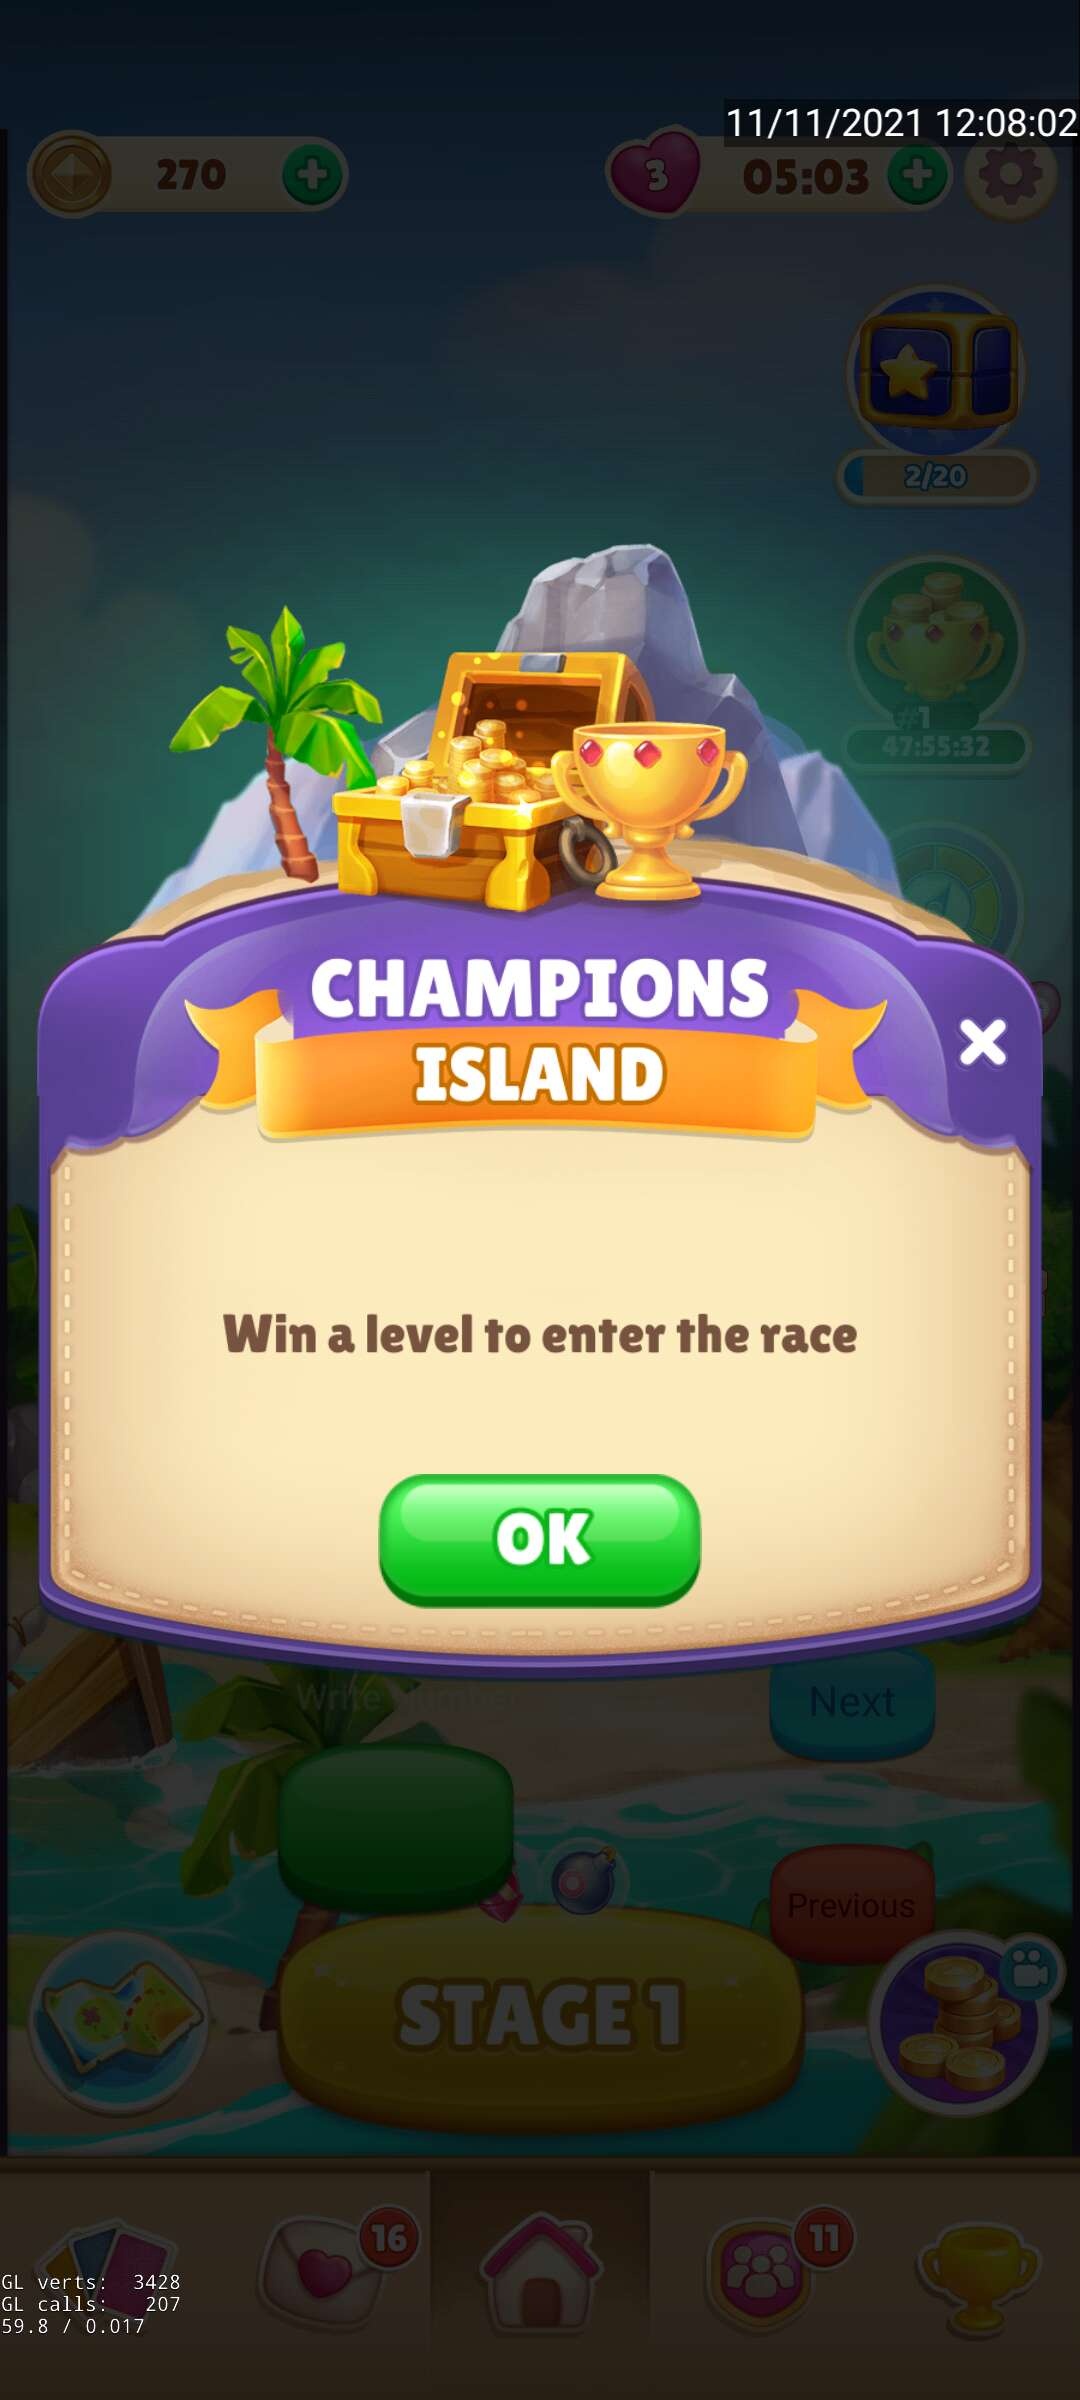 11/11/2021 12:08:02
270
3
05:03
2/20
#1
47:55:32
CHAMPIONS
ISLAND
Win a level to enter the race
OK
Write Number
Next
Previous
STAGE 1
16
11
GL verts: 3428
GL calls: 207
59.8 / 0.017